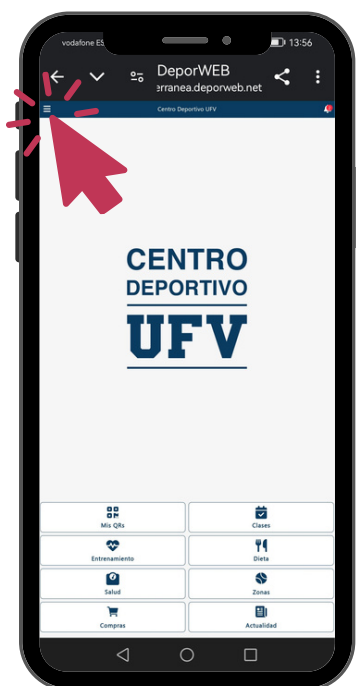 vodafone ES
13:56
DeporWEB
erranea.deporweb.net
Centro Deportivo UFV
CENTRO
DEPORTIVO
UFV
Mis QRs
Clases
Entrenamiento
Dieta
Salud
Zonas
Compras
Actualidad